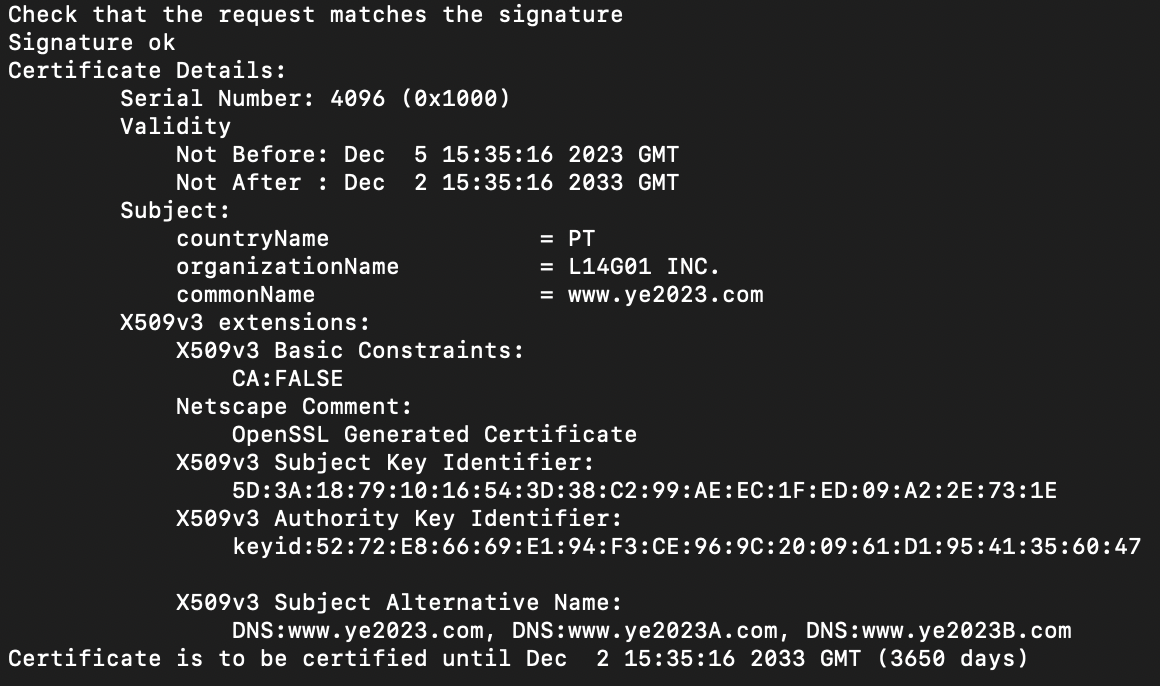 Check that the request matches the signature
Signature ok
Certificate Details:
        Serial Number: 4096 (0x1000)
        Validity
            Not Before: Dec  5 15:35:16 2023 GMT
            Not After : Dec  2 15:35:16 2033 GMT
        Subject:
            countryName               = PT
            organizationName          = L14G01 INC.
            commonName                = www.ye2023.com
        X509v3 extensions:
            X509v3 Basic Constraints:
                CA:FALSE
            Netscape Comment:
                OpenSSL Generated Certificate
            X509v3 Subject Key Identifier:
                5D:3A:18:79:10:16:54:3D:38:C2:99:AE:EC:1F:ED:09:A2:2E:73:1E
            X509v3 Authority Key Identifier:
                keyid:52:72:E8:66:69:E1:94:F3:CE:96:9C:20:09:61:D1:95:41:35:60:47

            X509v3 Subject Alternative Name:
                DNS:www.ye2023.com, DNS:www.ye2023A.com, DNS:www.ye2023B.com
Certificate is to be certified until Dec  2 15:35:16 2033 GMT (3650 days)